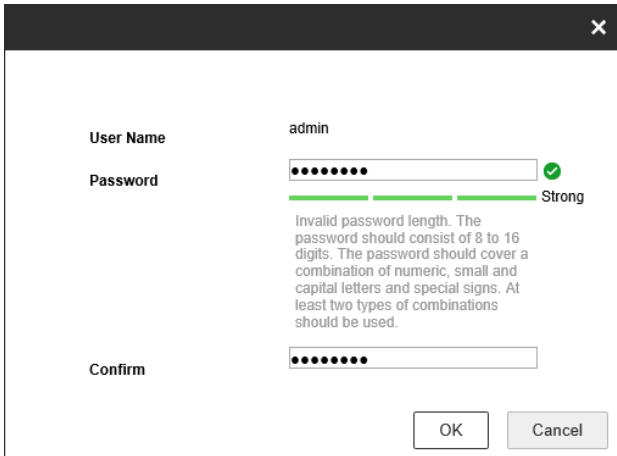 User Name
admin
Password
••••••••
Strong
Invalid password length. The
password should consist of 8 to 16
digits. The password should cover a
combination of numeric, small and
capital letters and special signs. At
least two types of combinations
should be used.
Confirm
••••••••
OK
Cancel